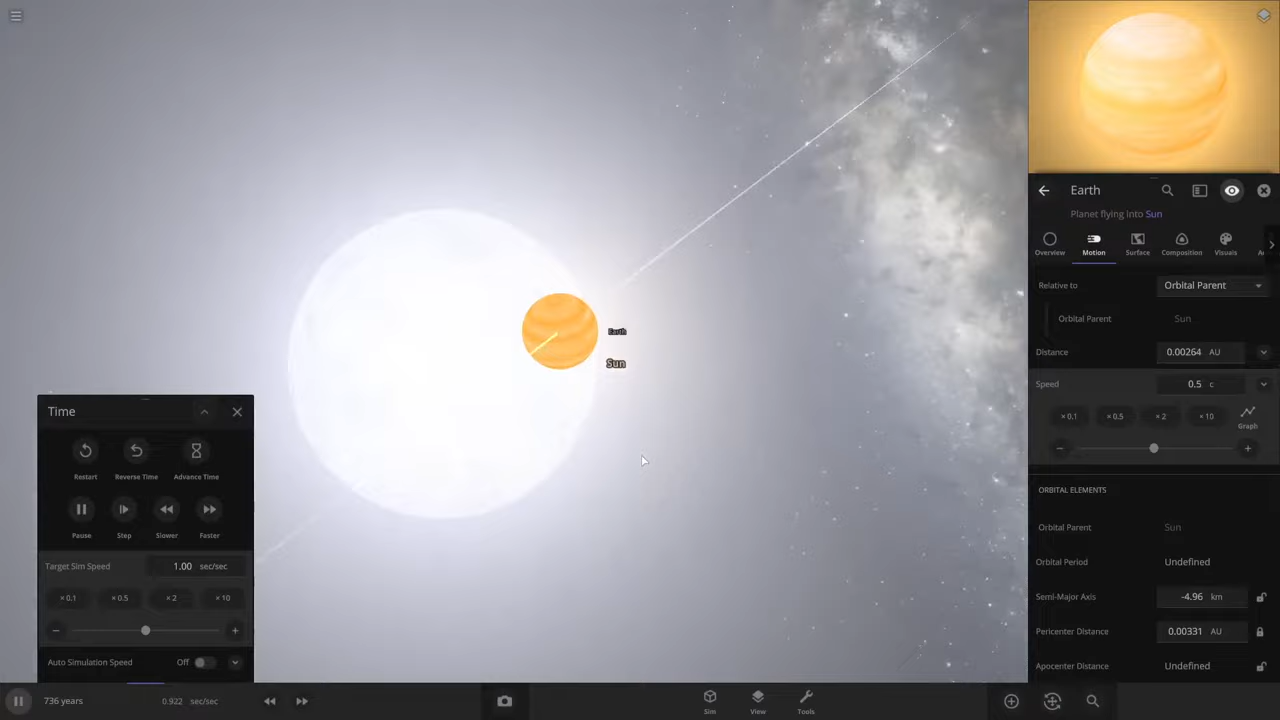 Earth
Planet flying into Sun
Overview
Motion
Surface
Composition
Visuals
Relative to
Orbital Parent
Orbital Parent
Sun
Distance
0.00264 AU
Speed
0.5 c
× 0.1
× 0.5
× 2
× 10
Graph
ORBITAL ELEMENTS
Orbital Parent
Sun
Orbital Period
Undefined
Semi-Major Axis
-4.96 km
Pericenter Distance
0.00331 AU
Apocenter Distance
Undefined
Earth
Sun
Time
Restart
Reverse Time
Advance Time
Pause
Step
Slower
Faster
Target Sim Speed
1.00 sec/sec
× 0.1
× 0.5
× 2
× 10
Auto Simulation Speed
Off
736 years
0.922 sec/sec
Sim
View
Tools